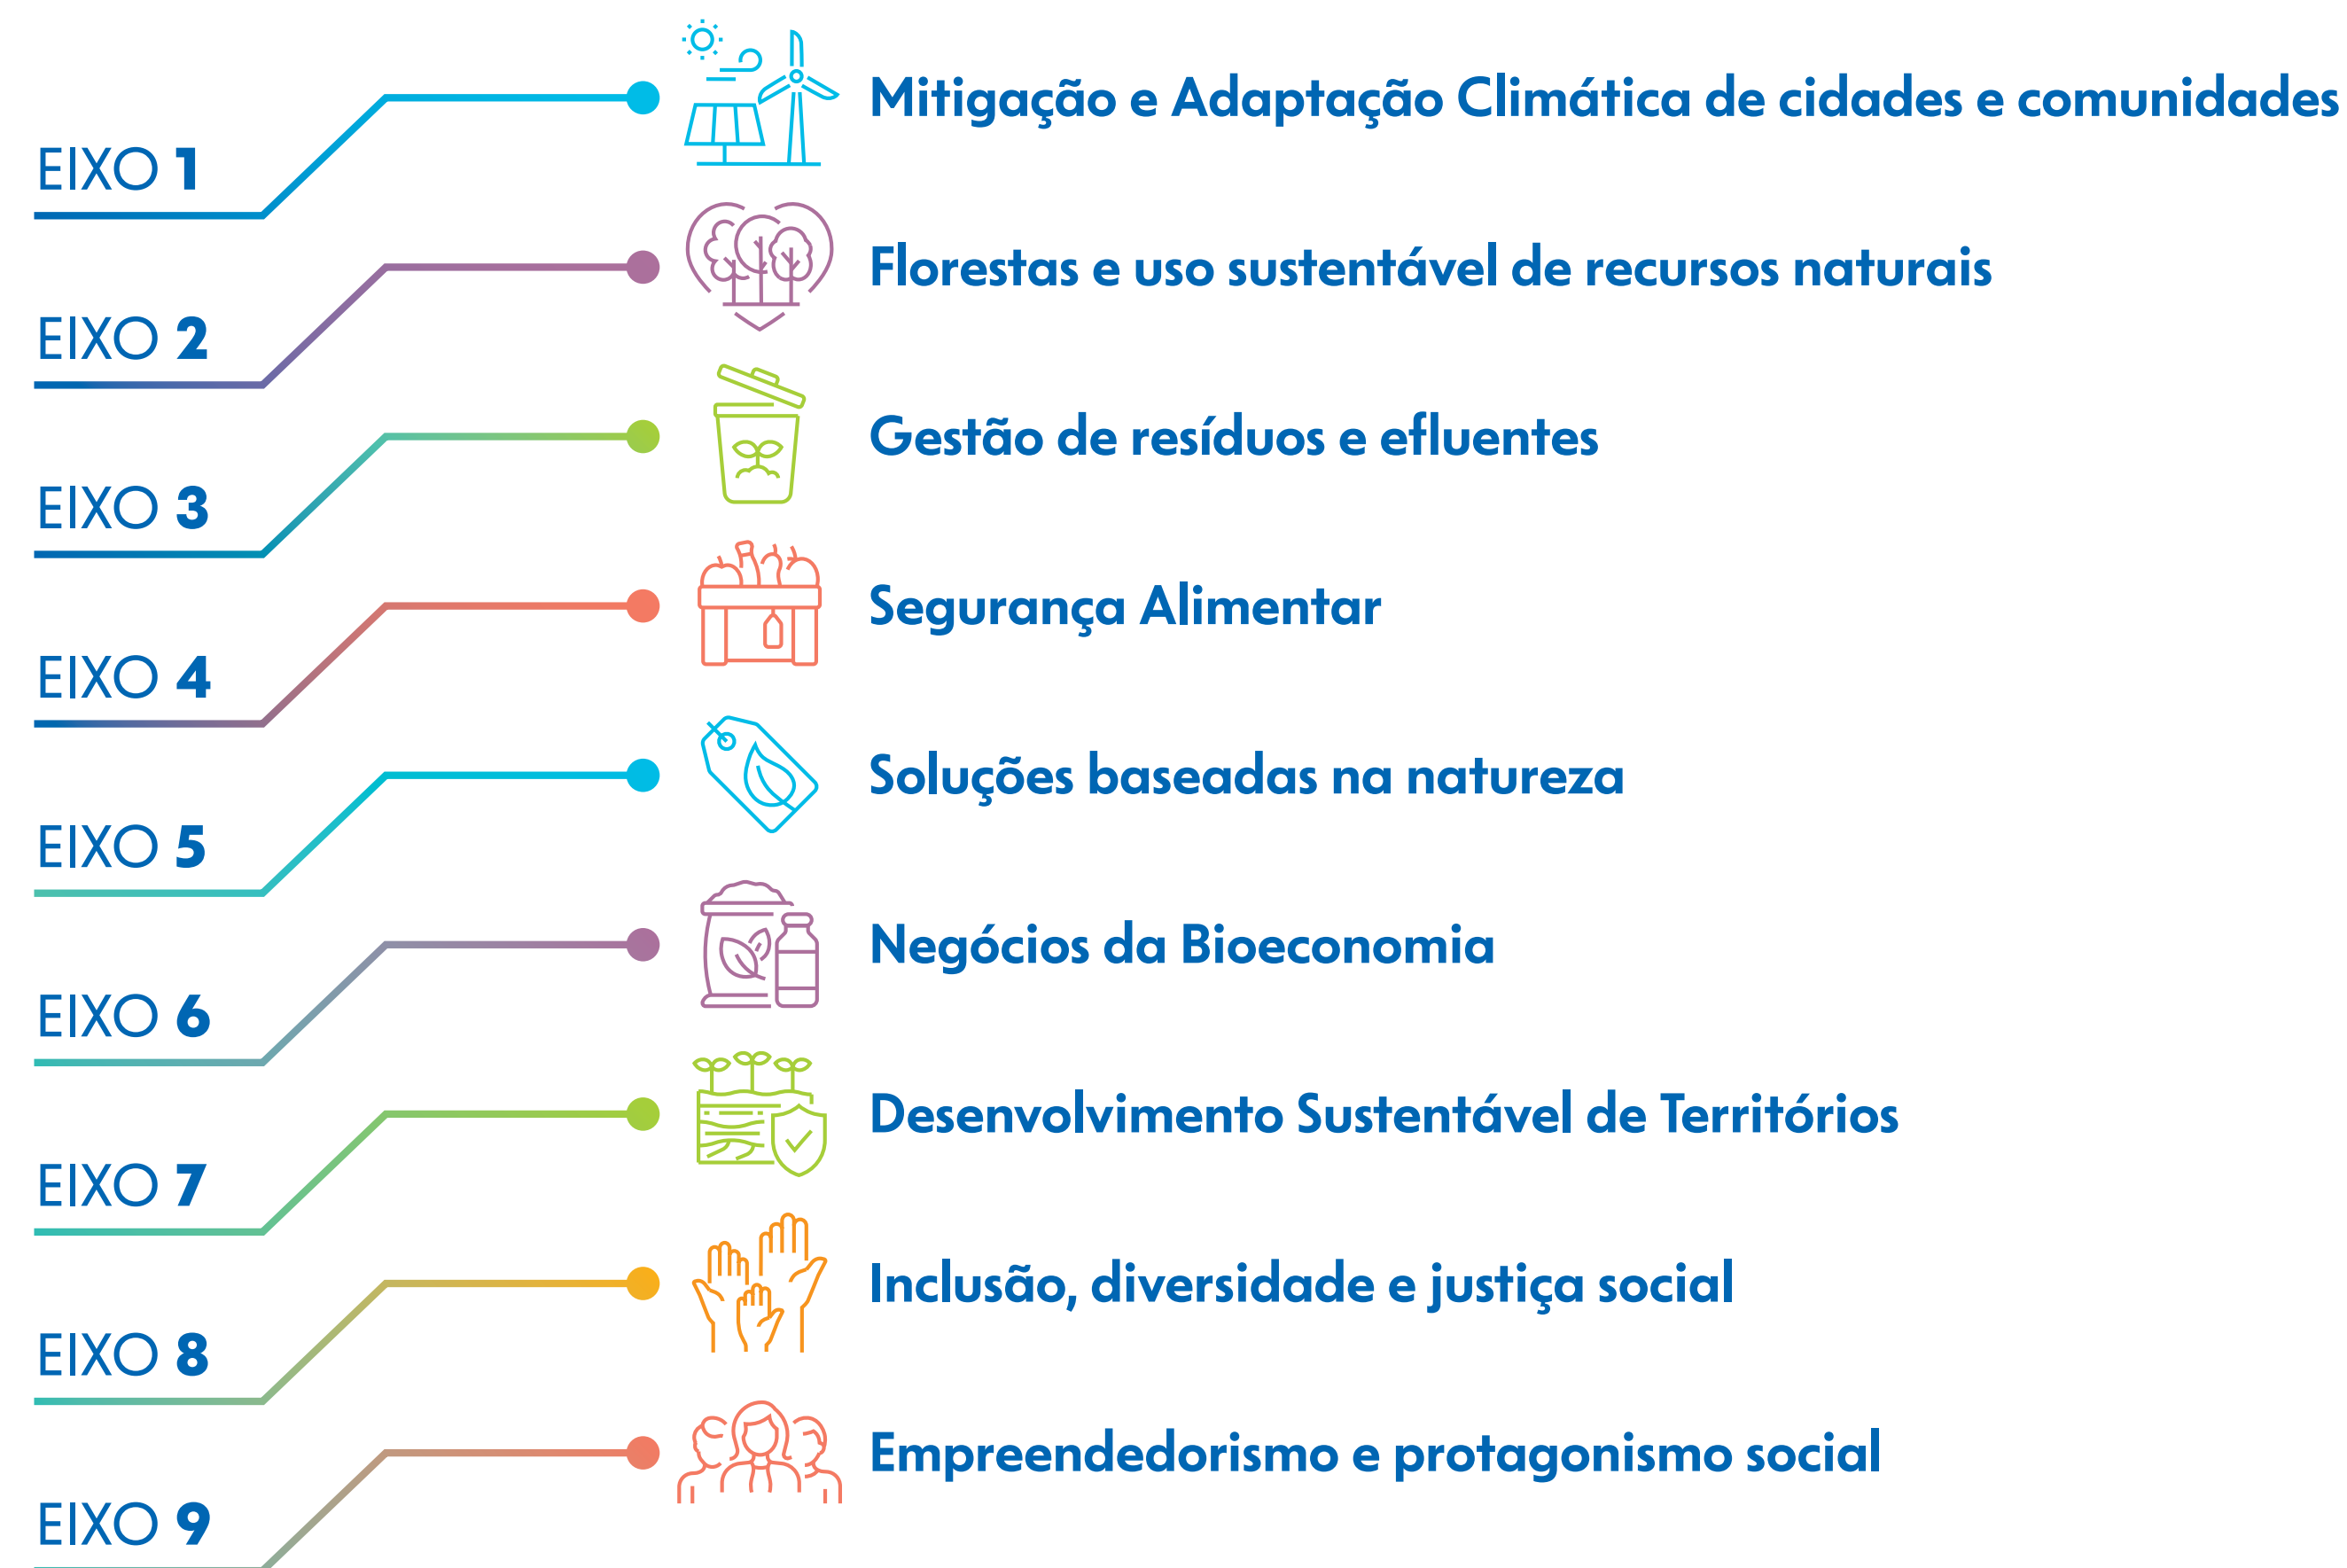 EIXO 1
Mitigação e Adaptação Climática de cidades e comunidades
EIXO 2
Florestas e uso sustentável de recursos naturais
EIXO 3
Gestão de resíduos e efluentes
EIXO 4
Segurança Alimentar
EIXO 5
Soluções baseadas na natureza
EIXO 6
Negócios da Bioeconomia
EIXO 7
Desenvolvimento Sustentável de Territórios
EIXO 8
Inclusão, diversidade e justiça social
EIXO 9
Empreendedorismo e protagonismo social